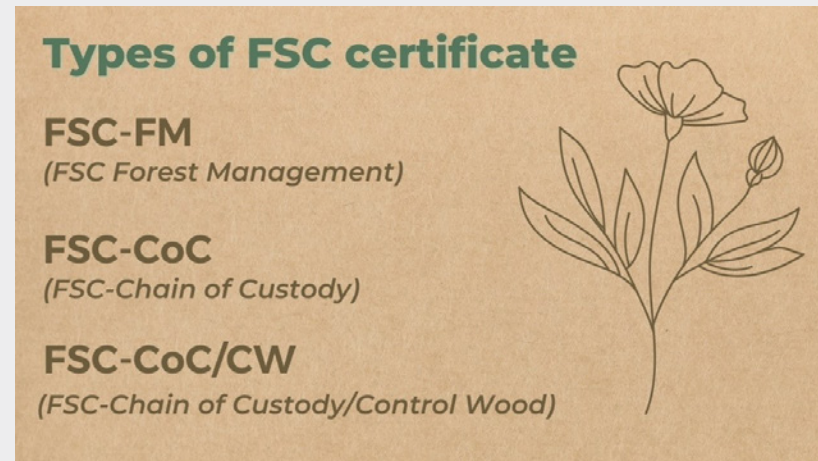 Types of FSC certificate
FSC-FM
(FSC Forest Management)
FSC-CoC
(FSC-Chain of Custody)
FSC-CoC/CW
(FSC-Chain of Custody/Control Wood)